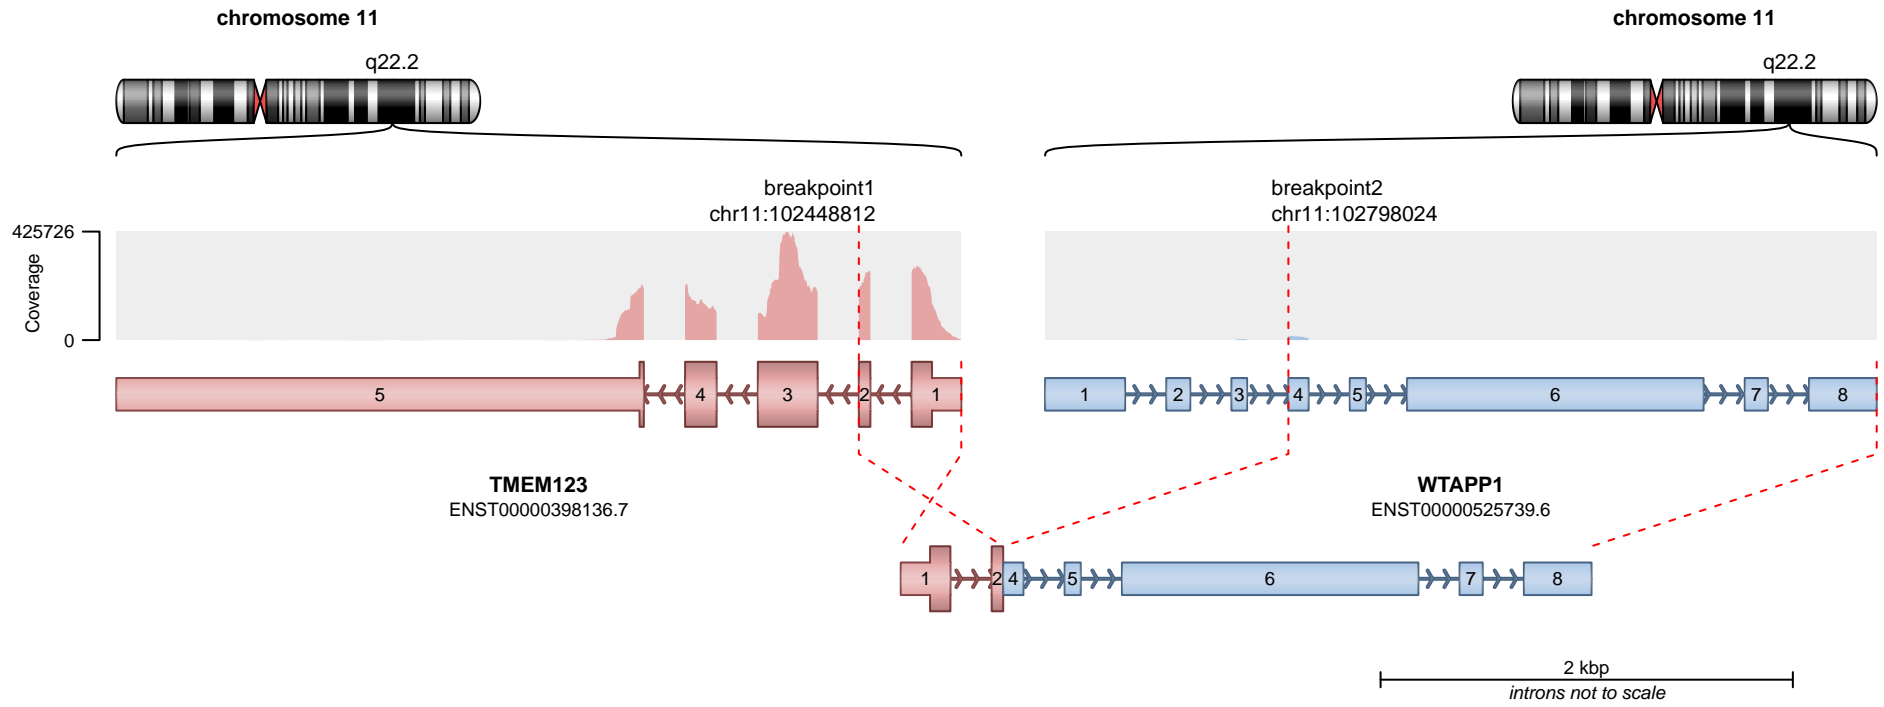 chromosome 11
chromosome 11
q22.2
q22.2
breakpoint1
chr11:102448812
breakpoint2
chr11:102798024
425726
Coverage
0
5 4 3 2 1
1 2 3 4 5 6 7 8
TMEM123
ENST00000398136.7
WTAPP1
ENST00000525739.6
1 2 4 5 6 7 8
2 kbp
introns not to scale